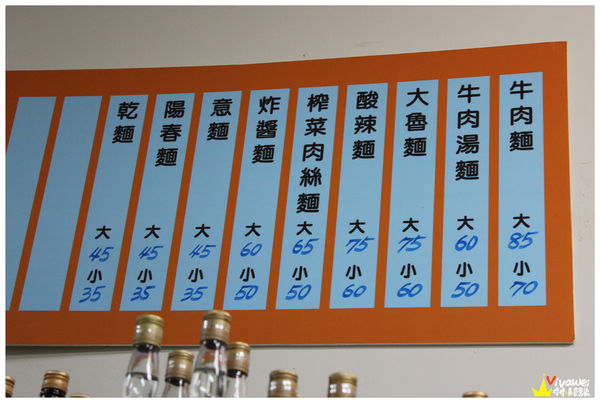 牛肉麵 大 85 小 70
牛肉湯麵 大 60 小 50
大魯麵 大 75 小 60
酸辣麵 大 75 小 60
榨菜肉絲麵 大 65 小 50
炸醬麵 大 60 小 50
意麵 大 45 小 35
陽春麵 大 45 小 35
乾麵 大 45 小 35
Vivawei